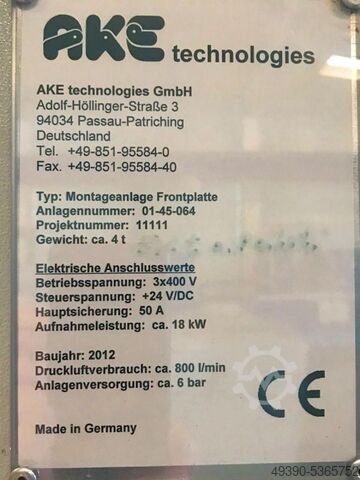 AKE technologies
AKE technologies GmbH
Adolf-Höllinger-Straße 3
94034 Passau-Patriching
Deutschland
Tel. +49-851-95584-0
Fax. +49-851-95584-40
Typ: Montageanlage Frontplatte
Anlagennummer: 01-45-064
Projektnummer: 11111
Gewicht: ca. 4 t
Elektrische Anschlusswerte
Betriebsspannung: 3x400 V
Steuerspannung: +24 V/DC
Hauptsicherung: 50 A
Aufnahmeleistung: ca. 18 kW
Baujahr: 2012
Druckluftverbrauch: ca. 800 l/min
Anlagenversorgung: ca. 6 bar
CE
Made in Germany
49390-5365752